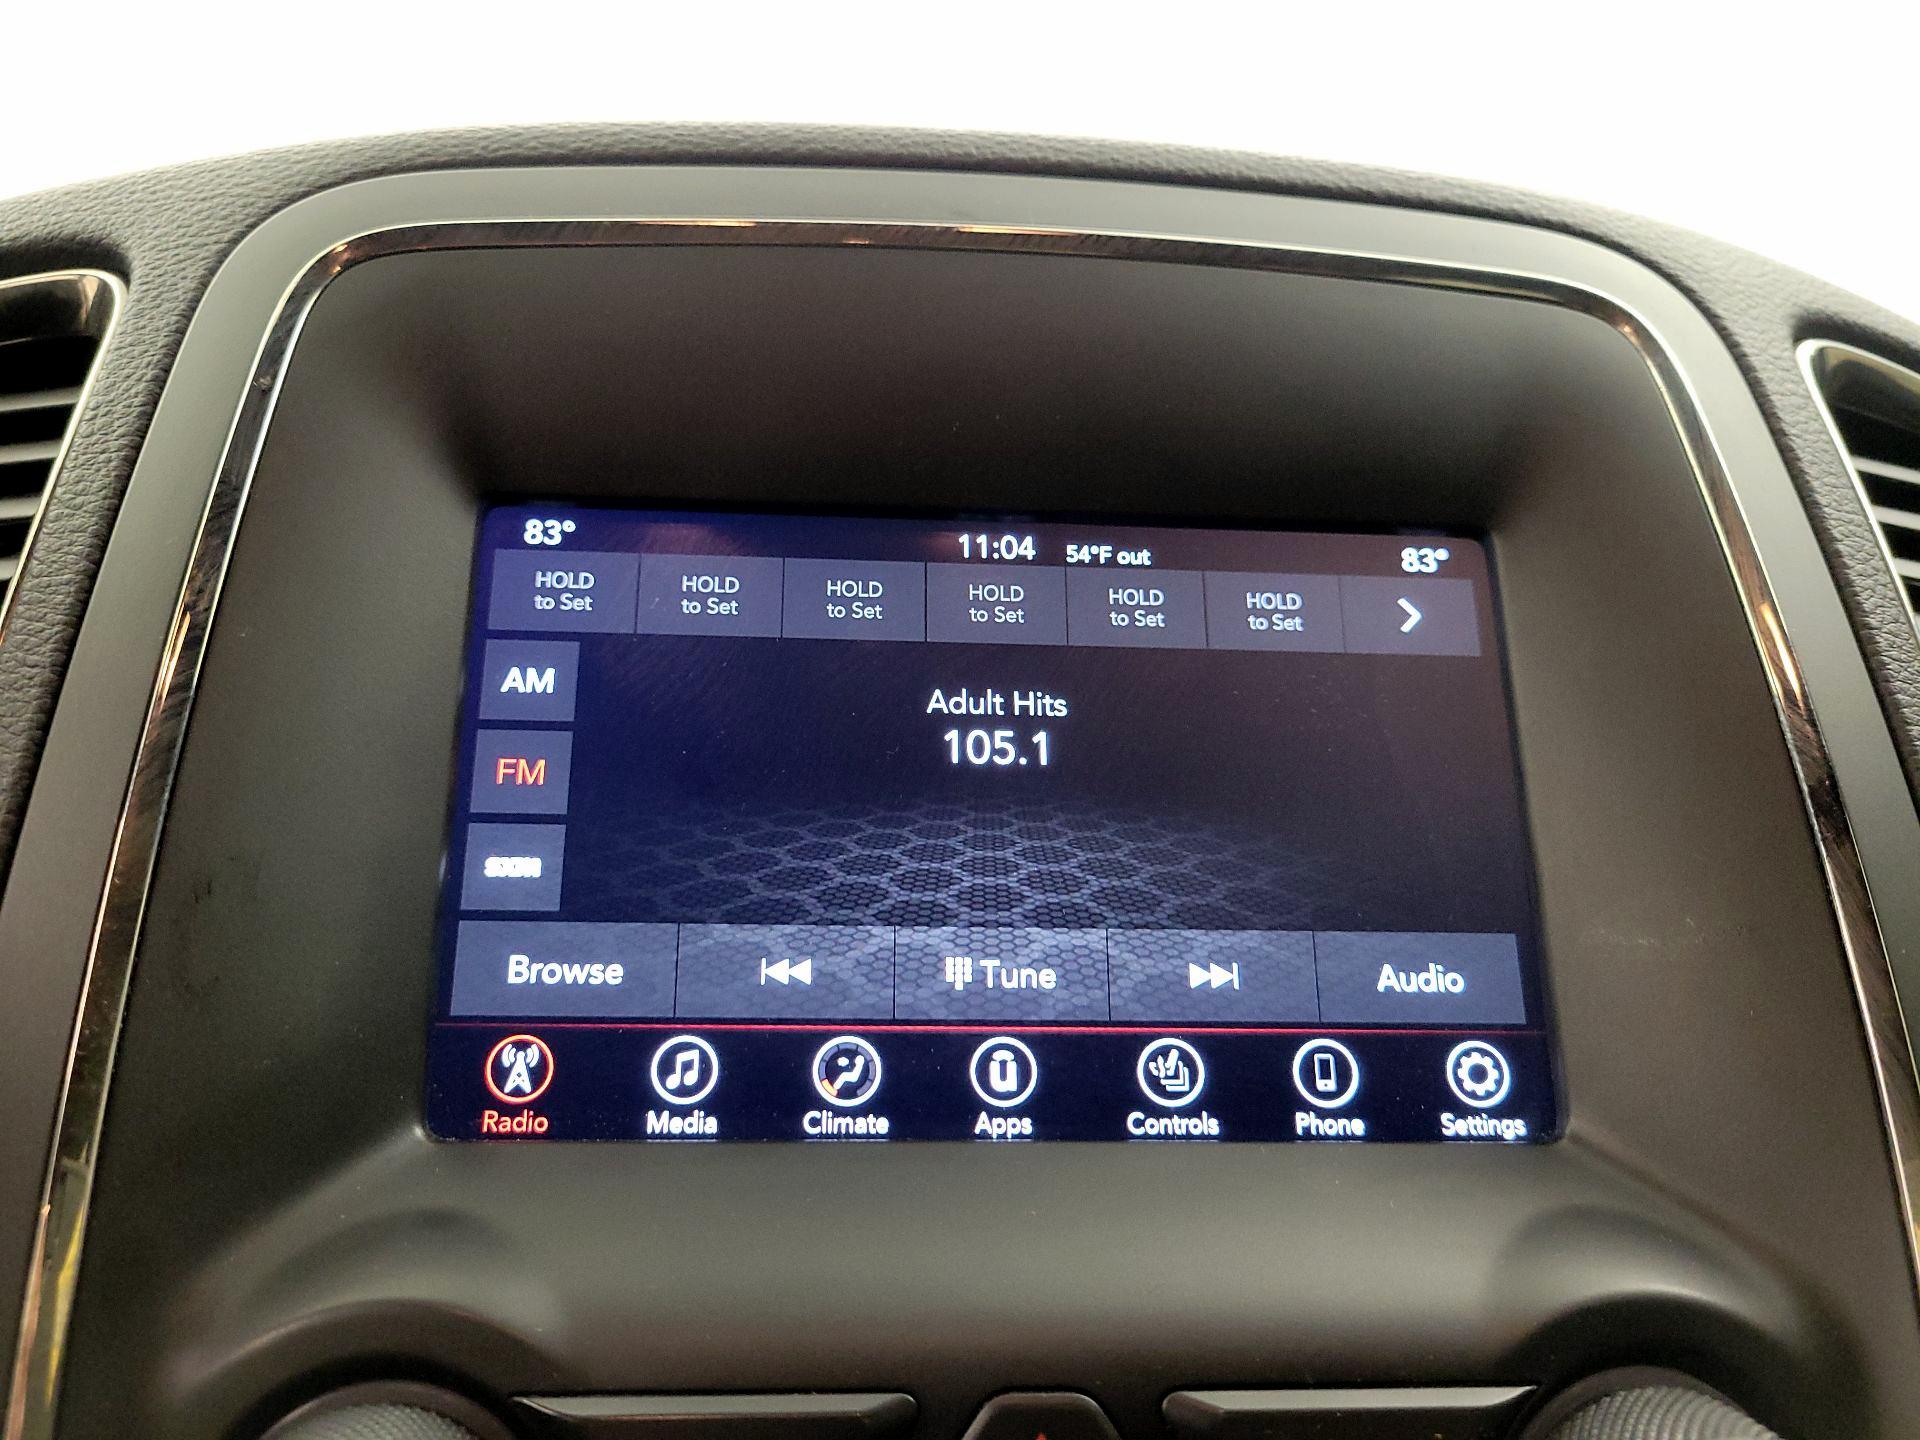 83° 11:04 54°F out 83°
HOLD to Set
HOLD to Set
HOLD to Set
HOLD to Set
HOLD to Set
HOLD to Set
AM
Adult Hits
105.1
FM
SXM
Browse Tune Audio
Radio Media Climate Apps Controls Phone Settings